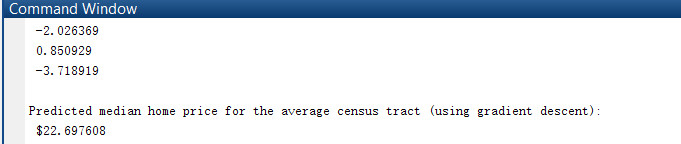 Command Window
-2.026369
0.850929
-3.718919
Predicted median home price for the average census tract (using gradient descent):
$22.697608